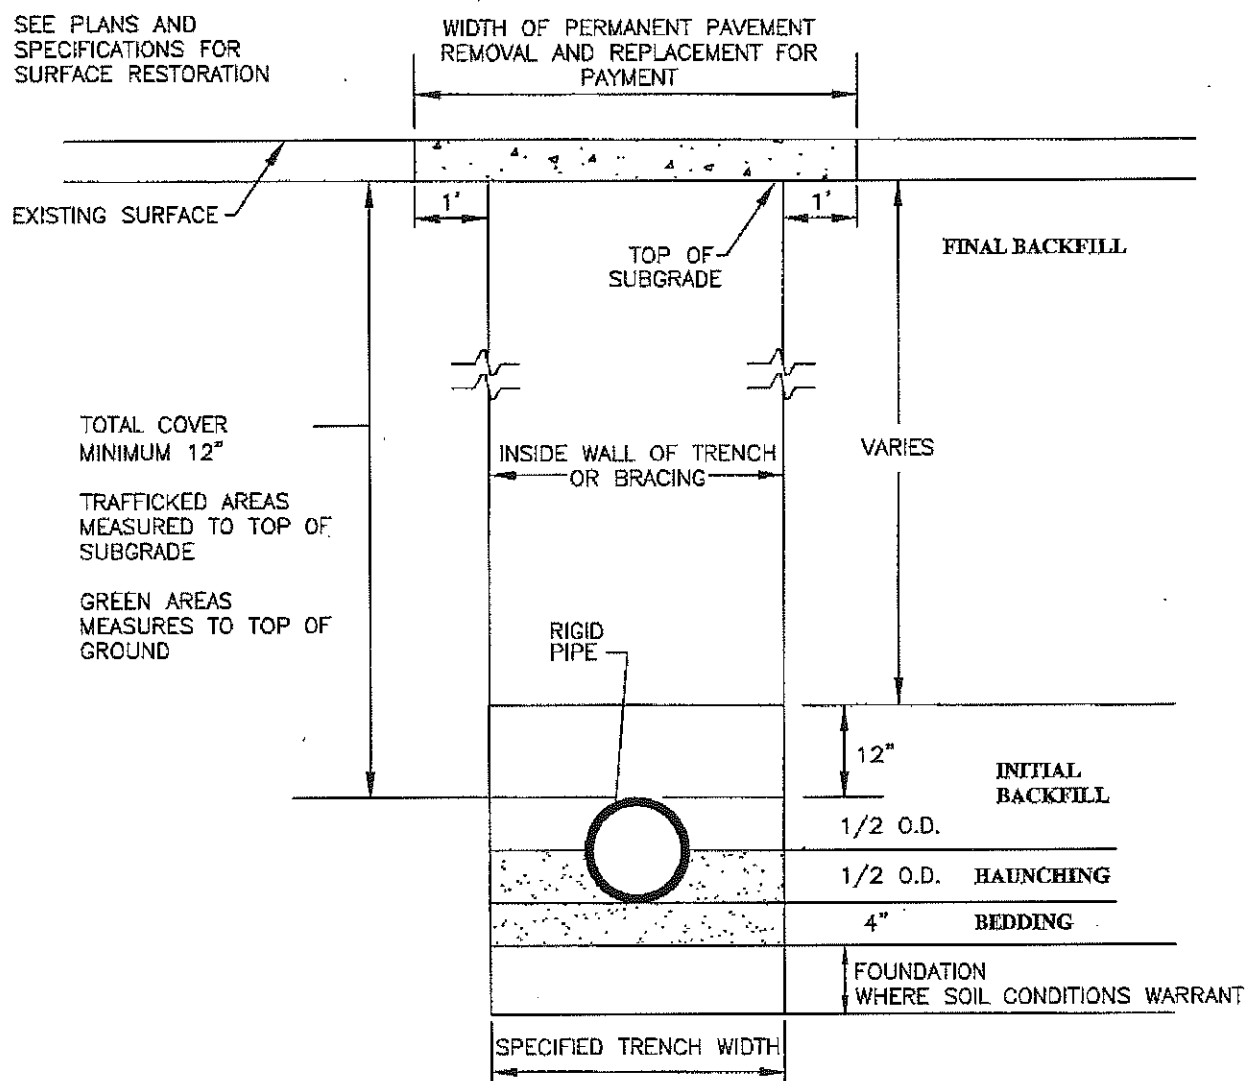 SEE PLANS AND
SPECIFICATIONS FOR
SURFACE RESTORATION
WIDTH OF PERMANENT PAVEMENT
REMOVAL AND REPLACEMENT FOR
PAYMENT
EXISTING SURFACE
1'
1'
TOP OF
SUBGRADE
FINAL BACKFILL
TOTAL COVER
MINIMUM 12"
TRAFFICKED AREAS
MEASURED TO TOP OF
SUBGRADE
GREEN AREAS
MEASURES TO TOP OF
GROUND
INSIDE WALL OF TRENCH
OR BRACING
VARIES
RIGID
PIPE
12"
INITIAL
BACKFILL
1/2 O.D.
1/2 O.D. HAUNCHING
4" BEDDING
FOUNDATION
WHERE SOIL CONDITIONS WARRANT
SPECIFIED TRENCH WIDTH